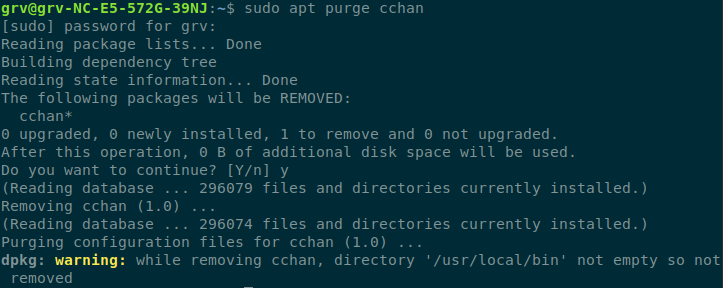 grv@grv-NC-E5-572G-39NJ:~$ sudo apt purge cchan
[sudo] password for grv:
Reading package lists... Done
Building dependency tree
Reading state information... Done
The following packages will be REMOVED:
  cchan*
0 upgraded, 0 newly installed, 1 to remove and 0 not upgraded.
After this operation, 0 B of additional disk space will be used.
Do you want to continue? [Y/n] y
(Reading database ... 296079 files and directories currently installed.)
Removing cchan (1.0) ...
(Reading database ... 296074 files and directories currently installed.)
Purging configuration files for cchan (1.0) ...
dpkg: warning: while removing cchan, directory '/usr/local/bin' not empty so not
 removed